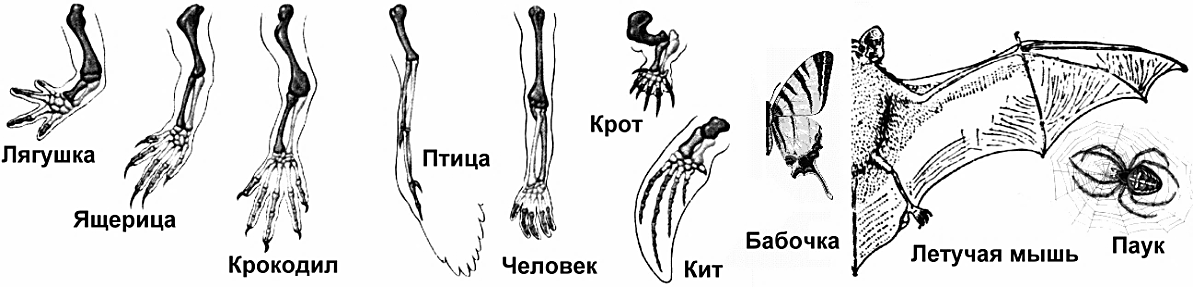 Лягушка
Ящерица
Крокодил
Птица
Человек
Крот
Кит
Бабочка
Летучая мышь
Паук